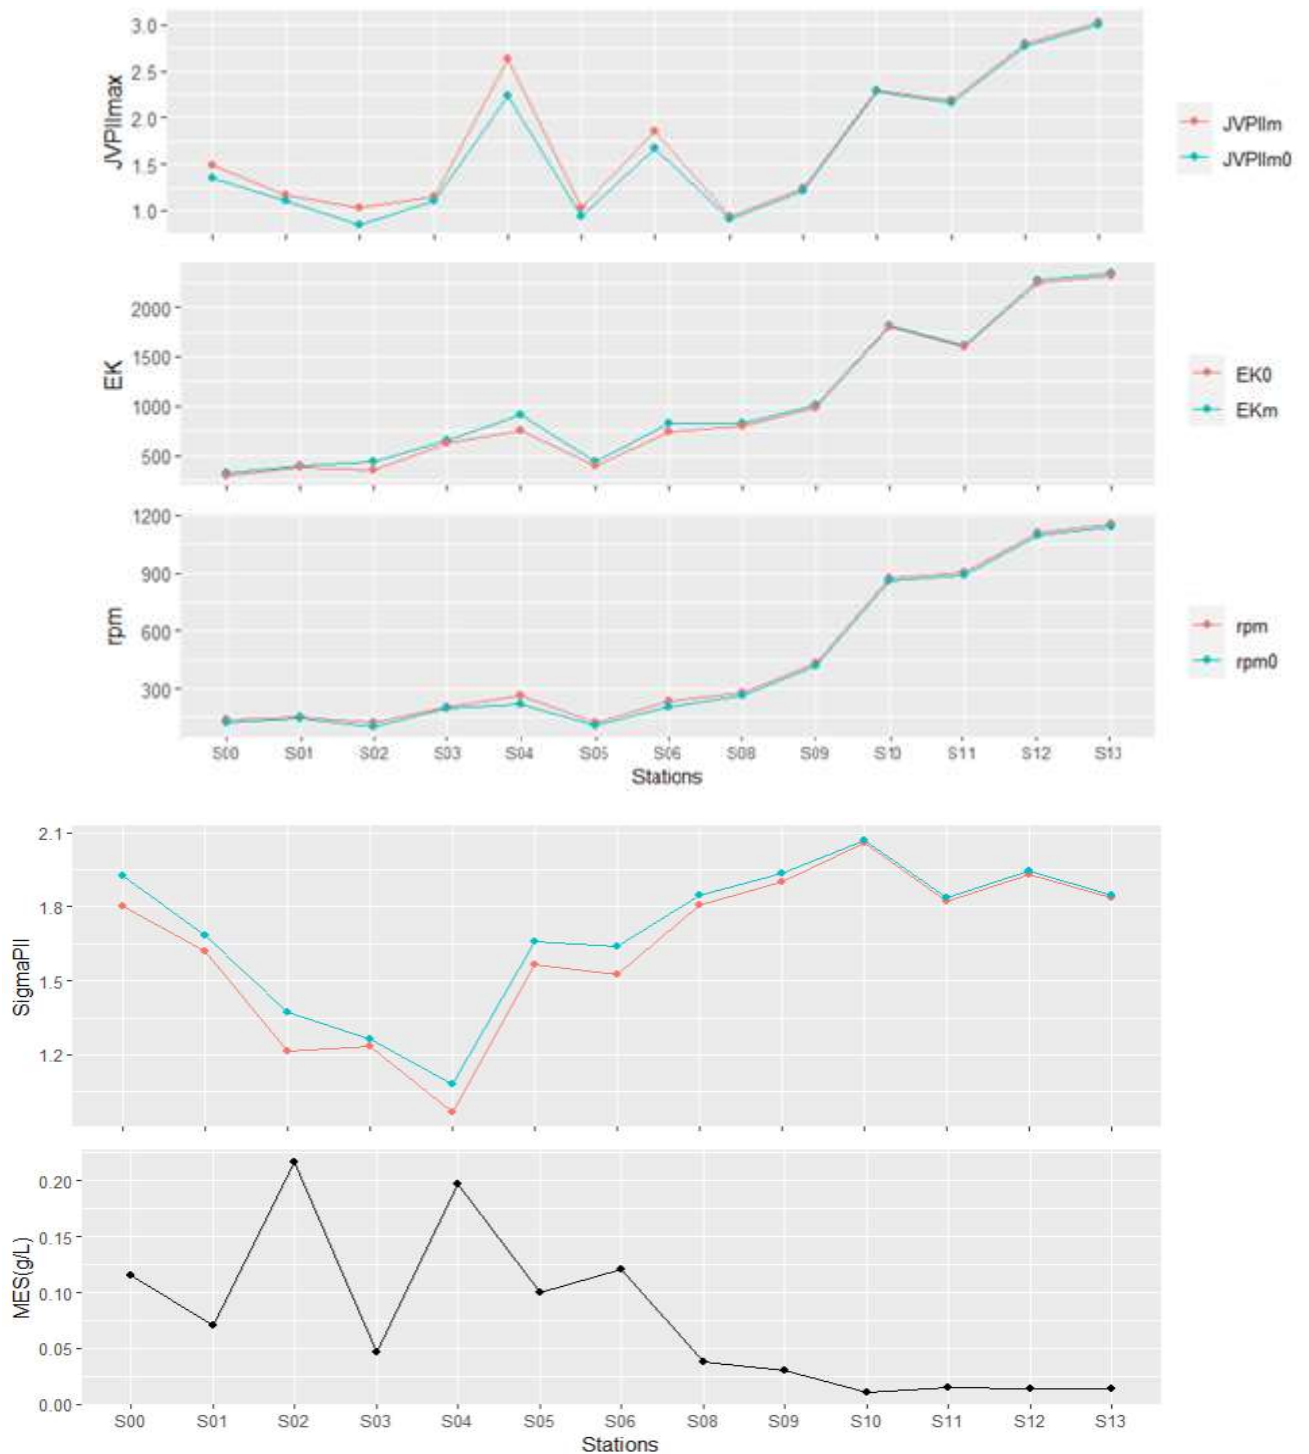 3.0
2.5
2.0
1.5
1.0
JVPIImax
JVPIIm
JVPIIm0
2000
1500
1000
500
EK
EK0
EKm
1200
900
600
300
rpm
rpm
rpm0
S00 S01 S02 S03 S04 S05 S06 S08 S09 S10 S11 S12 S13
Stations
2.1
1.8
1.5
1.2
SigmaPII
0.20
0.15
0.10
0.05
0.00
MES(g/L)
S00 S01 S02 S03 S04 S05 S06 S08 S09 S10 S11 S12 S13
Stations